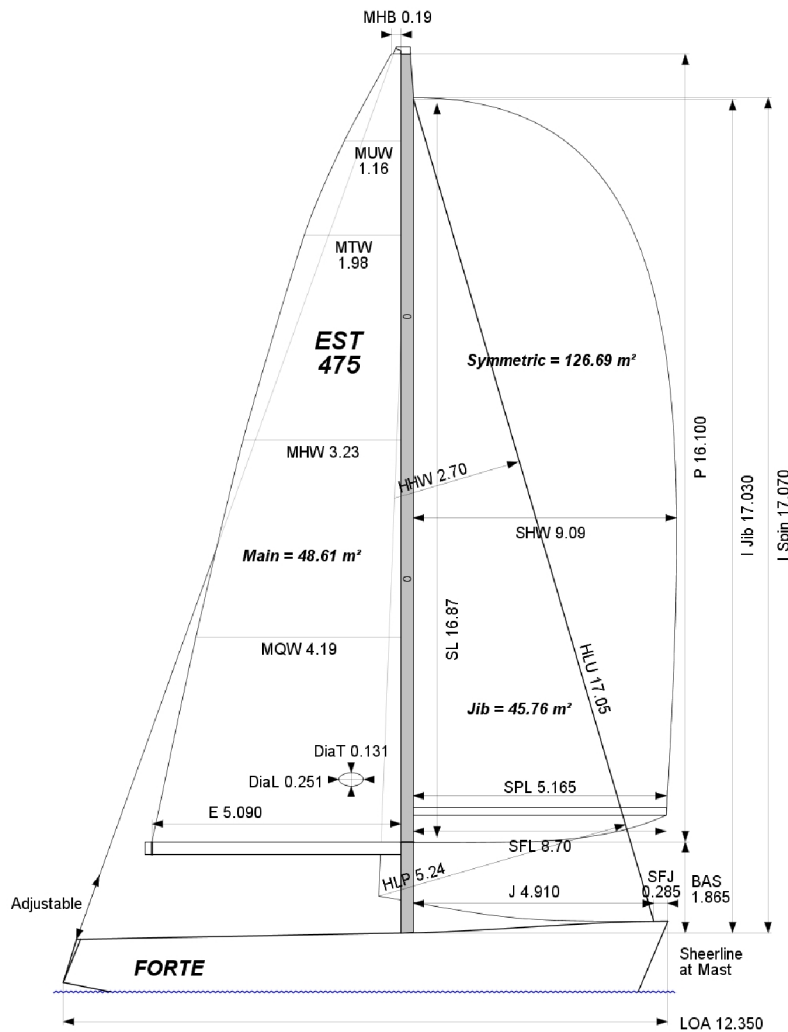 MHB 0.19
MUW
1.16
MTW
1.98
EST
475
Symmetric = 126.69 m²
P 16.100
I Jib 17.030
I Spin 17.070
MHW 3.23
HHW 2.70
SHW 9.09
Main = 48.61 m²
SL 16.87
MQW 4.19
HLU 17.05
Jib = 45.76 m²
DiaT 0.131
DiaL 0.251
SPL 5.165
E 5.090
SFL 8.70
HLP 5.24
SFJ
0.285
BAS
1.865
J 4.910
Adjustable
Sheerline
at Mast
FORTE
LOA 12.350